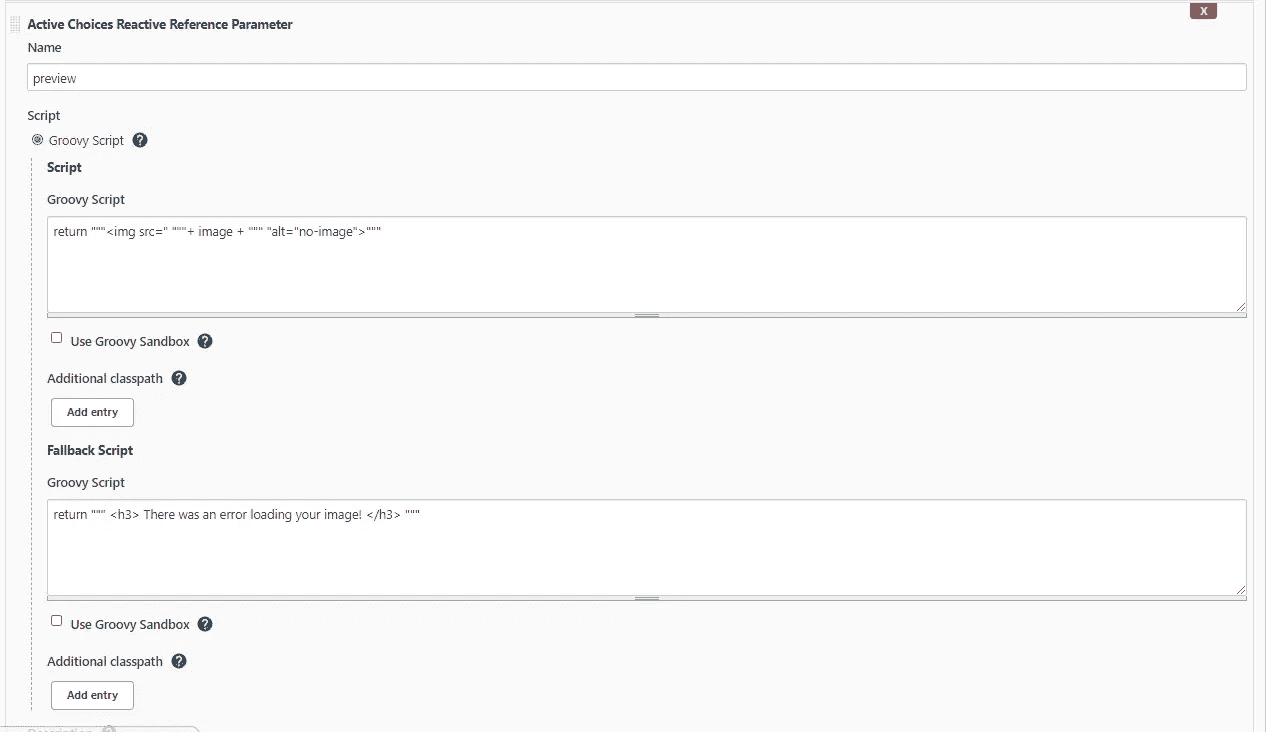 X
Active Choices Reactive Reference Parameter
Name
preview
Script
Groovy Script ?
Script
Groovy Script
return """<img src=" """+ image + """ "alt="no-image">"""
Use Groovy Sandbox ?
Additional classpath ?
Add entry
Fallback Script
Groovy Script
return """ <h3> There was an error loading your image! </h3> """
Use Groovy Sandbox ?
Additional classpath ?
Add entry
Description ?